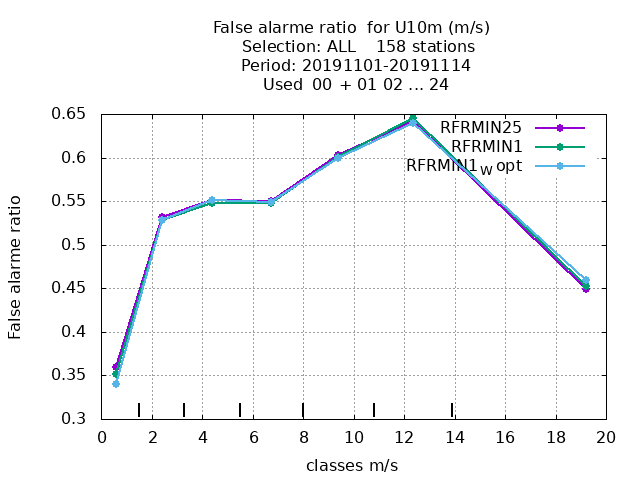 False alarme ratio for U10m (m/s)
Selection: ALL 158 stations
Period: 20191101-20191114
Used 00 + 01 02 ... 24
0.65
0.6
0.55
0.5
0.45
0.4
0.35
0.3
False alarme ratio
RFRMIN25
RFRMIN1
RFRMIN1w opt
0 2 4 6 8 10 12 14 16 18 20
classes m/s